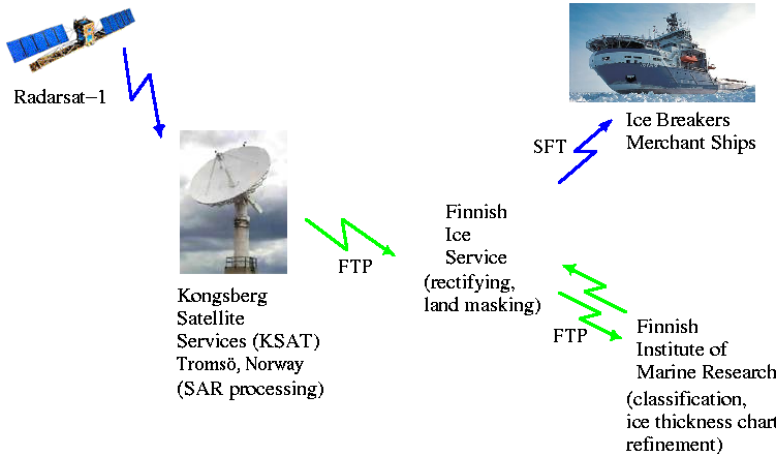 Radarsat-1
Kongsberg
Satellite
Services (KSAT)
Tromsö, Norway
(SAR processing)
FTP
Finnish
Ice
Service
(rectifying,
land masking)
SFT
Ice Breakers
Merchant Ships
FTP
Finnish
Institute of
Marine Research
(classification,
ice thickness chart
refinement)